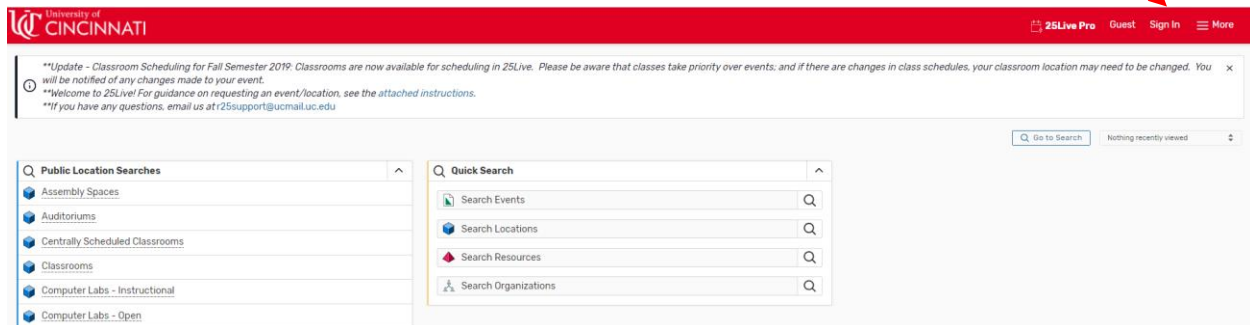 University of
CINCINNATI
25Live Pro Guest Sign In More
**Update - Classroom Scheduling for Fall Semester 2019: Classrooms are now available for scheduling in 25Live. Please be aware that classes take priority over events; and if there are changes in class schedules, your classroom location may need to be changed. You
will be notified of any changes made to your event.
**Welcome to 25Live! For guidance on requesting an event/location, see the attached instructions.
**If you have any questions, email us at r25support@ucmail.uc.edu
Go to Search Nothing recently viewed
Public Location Searches
Assembly Spaces
Auditoriums
Centrally Scheduled Classrooms
Classrooms
Computer Labs - Instructional
Computer Labs - Open
Quick Search
Search Events
Search Locations
Search Resources
Search Organizations